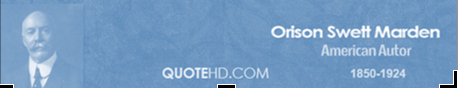 Orison Swett Marden
American Autor
QUOTEHD.COM
1850-1924